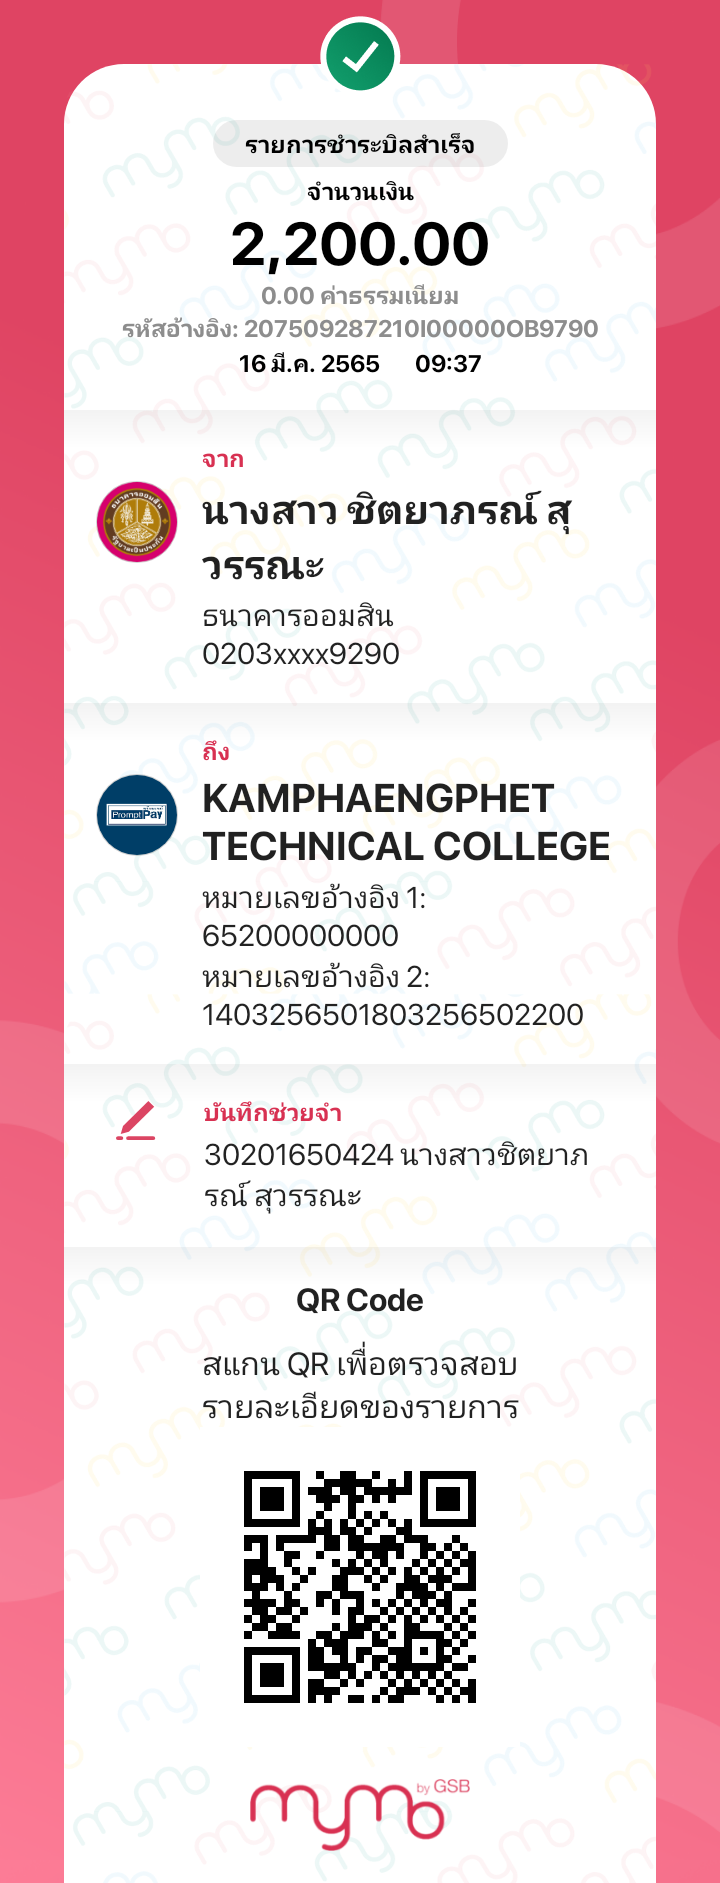 รายการชำระบิลสำเร็จ
จำนวนเงิน
2,200.00
0.00 ค่าธรรมเนียม
รหัสอ้างอิง: 207509287210I00000OB9790
16 มี.ค. 2565 09:37
จาก
นางสาว ชิตยาภรณ์ สุ
วรรณะ
ธนาคารออมสิน
0203xxxx9290
ถึง
PromptPay
KAMPHAENGPHET
TECHNICAL COLLEGE
หมายเลขอ้างอิง 1:
65200000000
หมายเลขอ้างอิง 2:
1403256501803256502200
บันทึกช่วยจำ
30201650424 นางสาวชิตยาภ
รณ์ สุวรรณะ
QR Code
สแกน QR เพื่อตรวจสอบ
รายละเอียดของรายการ
mymo by GSB